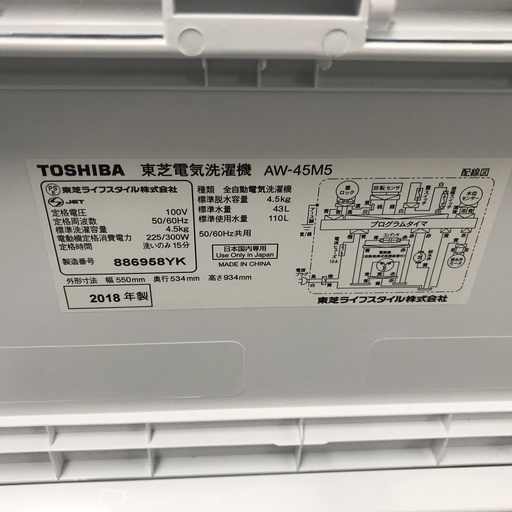 TOSHIBA 東芝電気洗濯機 AW-45M5
東芝ライフスタイル株式会社
JET
定格電圧 100V
定格周波数 50/60Hz
標準洗濯容量 4.5kg
電動機定格消費電力 225/300W
定格時間 洗いのみ15分
製造番号 886958YK
種類 全自動電気洗濯機
標準脱水容量 4.5kg
標準水量 43L
標準使用水量 110L
50/60Hz共用
日本国内専用
Use Only in Japan
MADE IN CHINA
外形寸法 幅550mm 奥行534mm 高さ934mm
2018年製
配線図
回転センサ
プログラムタイマ
東芝ライフスタイル株式会社